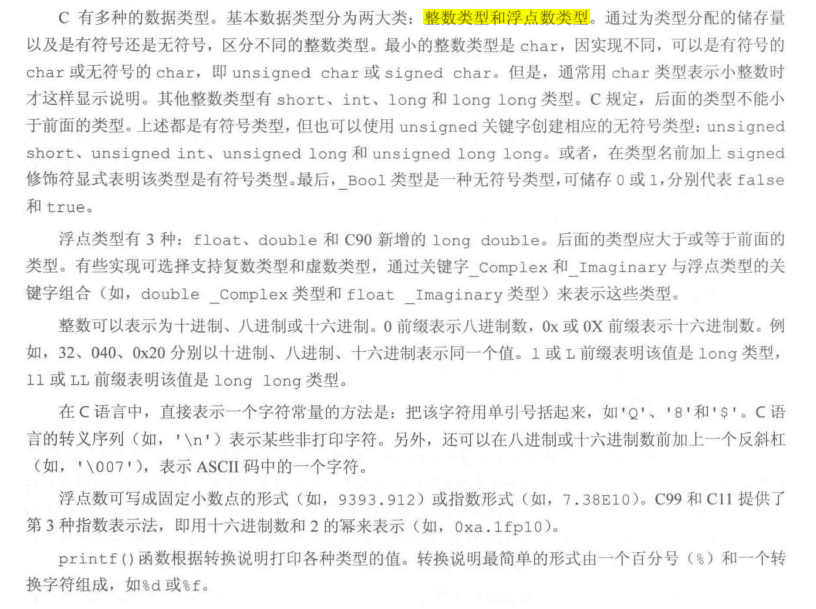 C 有多种的数据类型。基本数据类型分为两大类：整数类型和浮点数类型。通过为类型分配的储存量
以及是有符号还是无符号，区分不同的整数类型。最小的整数类型是 char，因实现不同，可以是有符号的
char 或无符号的 char，即 unsigned char 或 signed char。但是，通常用 char 类型表示小整数时
才这样显示说明。其他整数类型有 short、int、long 和 long long 类型。C 规定，后面的类型不能小
于前面的类型。上述都是有符号类型，但也可以使用 unsigned 关键字创建相应的无符号类型：unsigned
short、unsigned int、unsigned long 和 unsigned long long。或者，在类型名前加上 signed
修饰符显式表明该类型是有符号类型。最后，_Bool 类型是一种无符号类型，可储存 0 或 1，分别代表 false
和 true。
浮点类型有 3 种：float、double 和 C90 新增的 long double。后面的类型应大于或等于前面的
类型。有些实现可选择支持复数类型和虚数类型，通过关键字_Complex 和_Imaginary 与浮点类型的关
键字组合（如，double _Complex 类型和 float _Imaginary 类型）来表示这些类型。
整数可以表示为十进制、八进制或十六进制。0 前缀表示八进制数，0x 或 0X 前缀表示十六进制数。例
如，32、040、0x20 分别以十进制、八进制、十六进制表示同一个值。l 或 L 前缀表明该值是 long 类型，
ll 或 LL 前缀表明该值是 long long 类型。
在 C 语言中，直接表示一个字符常量的方法是：把该字符用单引号括起来，如'Q'、'8'和'$'。C 语
言的转义序列（如，'\n'）表示某些非打印字符。另外，还可以在八进制或十六进制数前加上一个反斜杠
（如，'\007'），表示 ASCII 码中的一个字符。
浮点数可写成固定小数点的形式（如，9393.912）或指数形式（如，7.38E10）。C99 和 C11 提供了
第 3 种指数表示法，即用十六进制数和 2 的幂来表示（如，0xa.1fp10）。
printf()函数根据转换说明打印各种类型的值。转换说明最简单的形式由一个百分号（%）和一个转
换字符组成，如%d 或%f。